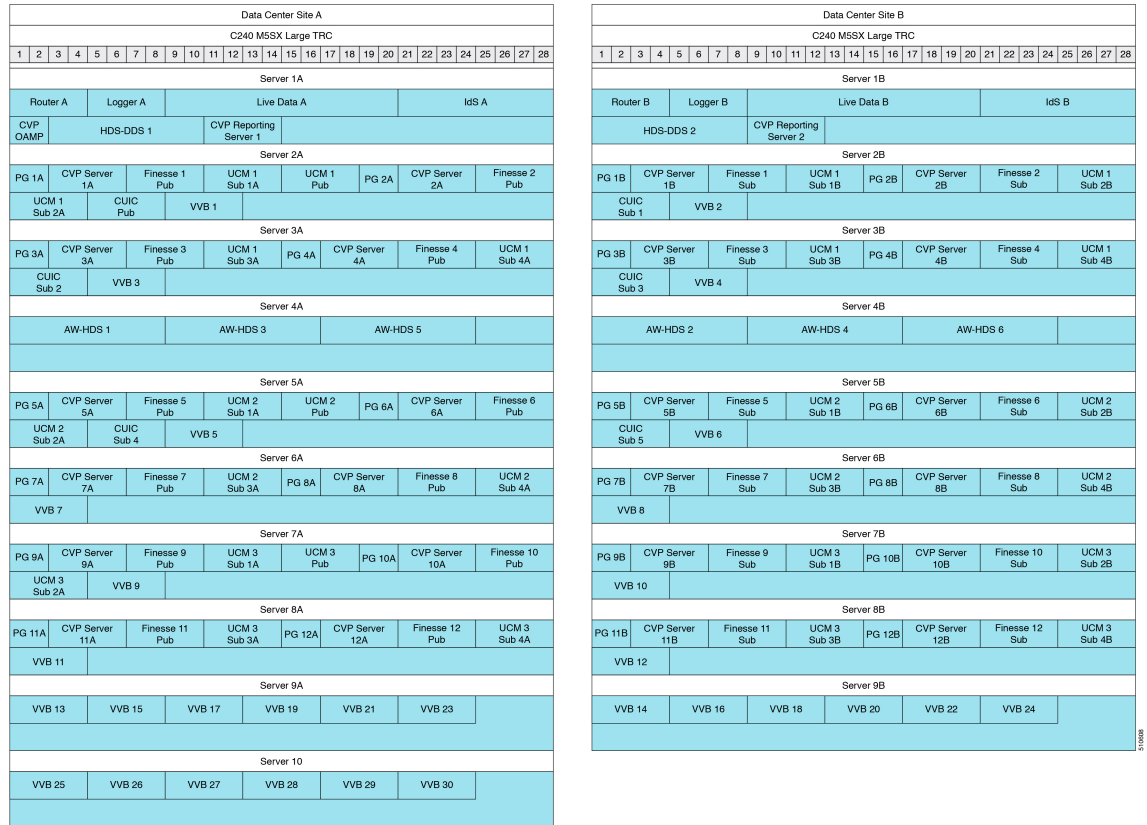 Data Center Site A
C240 M5SX Large TRC
1 2 3 4 5 6 7 8 9 10 11 12 13 14 15 16 17 18 19 20 21 22 23 24 25 26 27 28
Server 1A
Router A Logger A Live Data A IdS A
CVP OAMP HDS-DDS 1 CVP Reporting Server 1
Server 2A
PG 1A CVP Server 1A Finesse 1 Pub UCM 1 Sub 1A UCM 1 Pub PG 2A CVP Server 2A Finesse 2 Pub
UCM 1 Sub 2A CUIC Pub VVB 1
Server 3A
PG 3A CVP Server 3A Finesse 3 Pub UCM 1 Sub 3A PG 4A CVP Server 4A Finesse 4 Pub UCM 1 Sub 4A
CUIC Sub 2 VVB 3
Server 4A
AW-HDS 1 AW-HDS 3 AW-HDS 5
Server 5A
PG 5A CVP Server 5A Finesse 5 Pub UCM 2 Sub 1A UCM 2 Pub PG 6A CVP Server 6A Finesse 6 Pub
UCM 2 Sub 2A CUIC Sub 4 VVB 5
Server 6A
PG 7A CVP Server 7A Finesse 7 Pub UCM 2 Sub 3A PG 8A CVP Server 8A Finesse 8 Pub UCM 2 Sub 4A
VVB 7
Server 7A
PG 9A CVP Server 9A Finesse 9 Pub UCM 3 Sub 1A UCM 3 Pub PG 10A CVP Server 10A Finesse 10 Pub
UCM 3 Sub 2A VVB 9
Server 8A
PG 11A CVP Server 11A Finesse 11 Pub UCM 3 Sub 3A PG 12A CVP Server 12A Finesse 12 Pub UCM 3 Sub 4A
VVB 11
Server 9A
VVB 13 VVB 15 VVB 17 VVB 19 VVB 21 VVB 23
Server 10
VVB 25 VVB 26 VVB 27 VVB 28 VVB 29 VVB 30
Data Center Site B
C240 M5SX Large TRC
1 2 3 4 5 6 7 8 9 10 11 12 13 14 15 16 17 18 19 20 21 22 23 24 25 26 27 28
Server 1B
Router B Logger B Live Data B IdS B
HDS-DDS 2 CVP Reporting Server 2
Server 2B
PG 1B CVP Server 1B Finesse 1 Sub UCM 1 Sub 1B PG 2B CVP Server 2B Finesse 2 Sub UCM 1 Sub 2B
CUIC Sub 1 VVB 2
Server 3B
PG 3B CVP Server 3B Finesse 3 Sub UCM 1 Sub 3B PG 4B CVP Server 4B Finesse 4 Sub UCM 1 Sub 4B
CUIC Sub 3 VVB 4
Server 4B
AW-HDS 2 AW-HDS 4 AW-HDS 6
Server 5B
PG 5B CVP Server 5B Finesse 5 Sub UCM 2 Sub 1B PG 6B CVP Server 6B Finesse 6 Sub UCM 2 Sub 2B
CUIC Sub 5 VVB 6
Server 6B
PG 7B CVP Server 7B Finesse 7 Sub UCM 2 Sub 3B PG 8B CVP Server 8B Finesse 8 Sub UCM 2 Sub 4B
VVB 8
Server 7B
PG 9B CVP Server 9B Finesse 9 Sub UCM 3 Sub 1B PG 10B CVP Server 10B Finesse 10 Sub UCM 3 Sub 2B
VVB 10
Server 8B
PG 11B CVP Server 11B Finesse 11 Sub UCM 3 Sub 3B PG 12B CVP Server 12B Finesse 12 Sub UCM 3 Sub 4B
VVB 12
Server 9B
VVB 14 VVB 16 VVB 18 VVB 20 VVB 22 VVB 24
510608